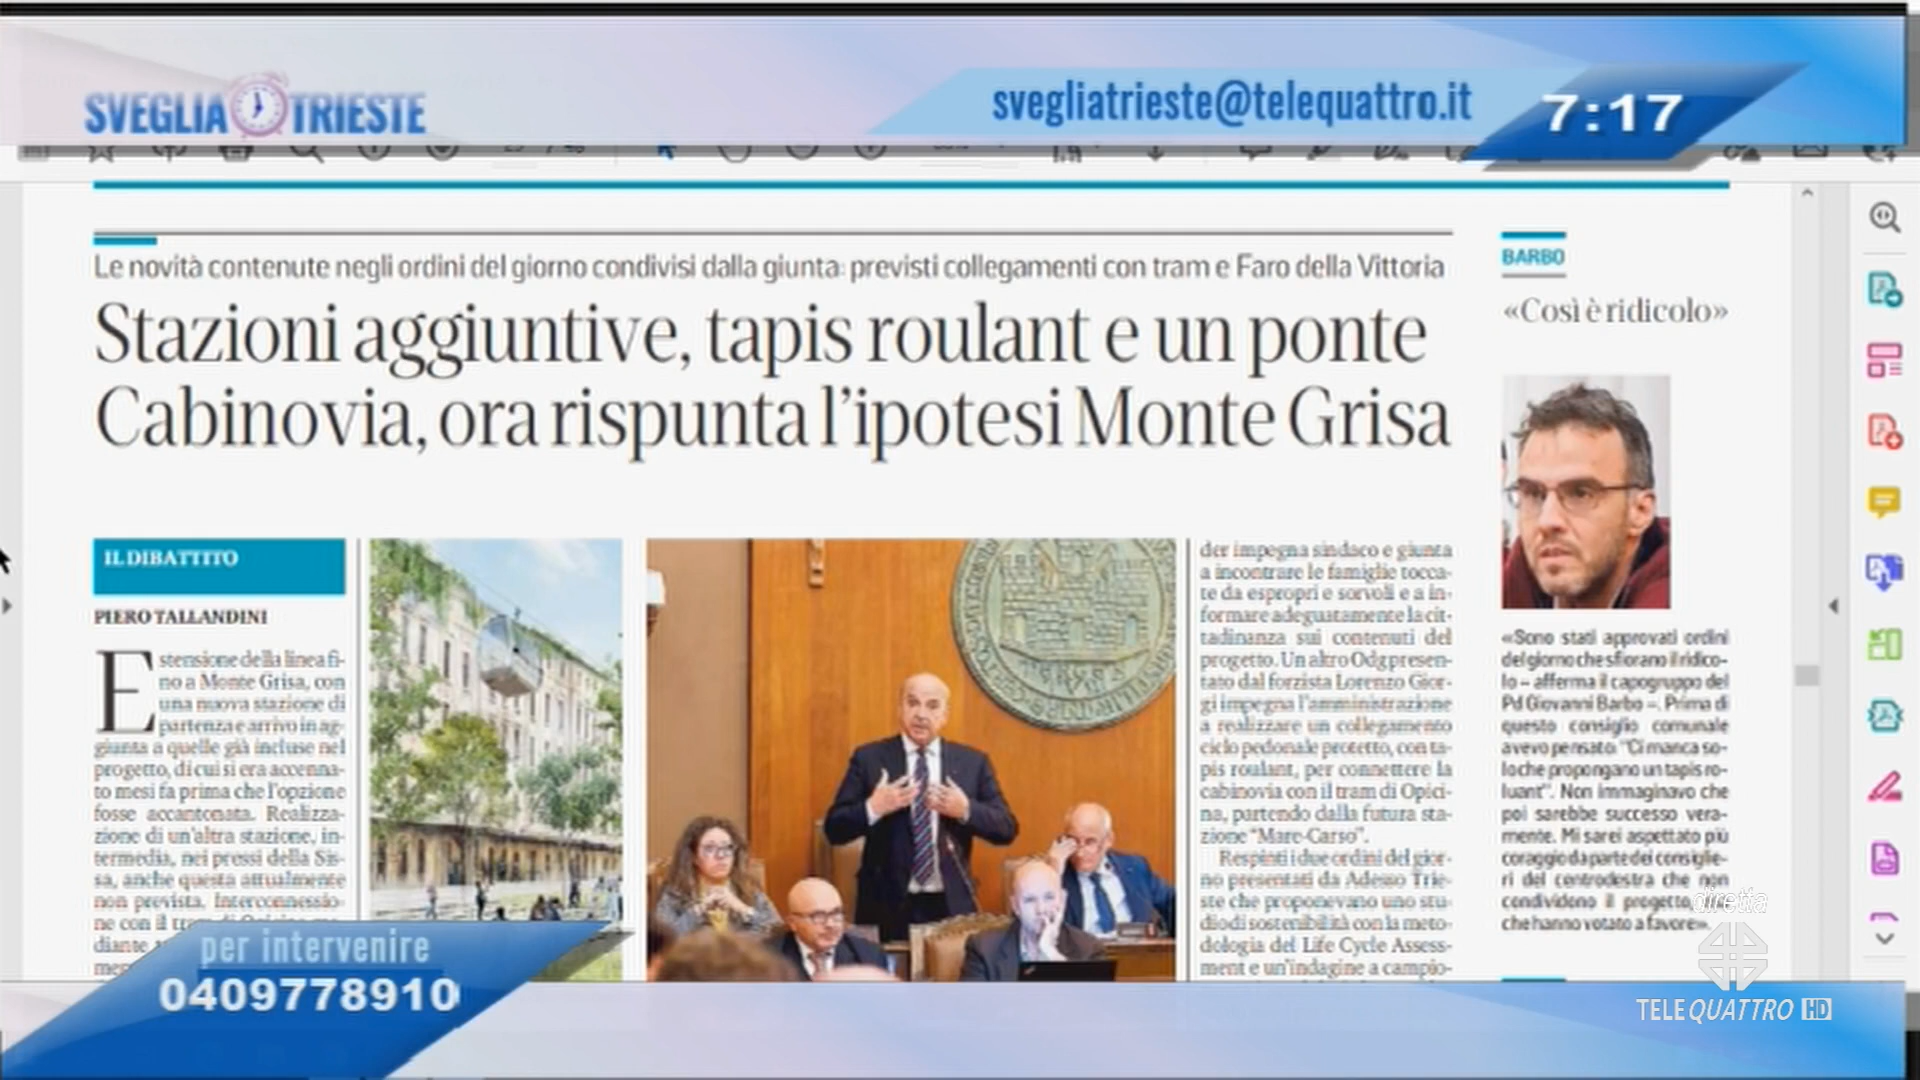 SVEGLIA TRIESTE
svegliatrieste@telequattro.it
7:17
Le novità contenute negli ordini del giorno condivisi dalla giunta: previsti collegamenti con tram e Faro della Vittoria
Stazioni aggiuntive, tapis roulant e un ponte
Cabinovia, ora rispunta l'ipotesi Monte Grisa
IL DIBATTITO
PIERO TALLANDINI
Estensione della linea fi-
no a Monte Grisa, con
una nuova stazione di
partenza e arrivo in ag-
giunta a quelle già incluse nel
progetto, di cui si era accenna-
to mesi fa prima che l'opzione
fosse accantonata. Realizza-
zione di un'altra stazione, in-
termedia, nei pressi della Sis-
sa, anche questa attualmente
non prevista. Interconnessio-
ne con il tram di Opicina
diante
der impegna sindaco e giunta
a incontrare le famiglie tocca-
te da espropri e sorvoli e a in-
formare adeguatamente la cit-
tadinanza sui contenuti del
progetto. Un altro Odg presen-
tato dal forzista Lorenzo Gior-
gi impegna l'amministrazione
a realizzare un collegamento
ciclo pedonale protetto, con ta-
pis roulant, per connettere la
cabinovia con il tram di Opici-
na, partendo dalla futura sta-
zione "Mare-Carso".
Respinti i due ordini del gior-
no presentati da Adesso Trie-
ste che proponevano uno stu-
dio di sostenibilità con la meto-
dologia del Life Cycle Assess-
ment e un'indagine a campio-
BARBO
«Così è ridicolo»
«Sono stati approvati ordini
del giorno che sfiorano il ridico-
lo – afferma il capogruppo del
Pd Giovanni Barbo –. Prima di
questo consiglio comunale
avevo pensato "Ci manca so-
lo che propongano un tapis ro-
luant". Non immaginavo che
poi sarebbe successo vera-
mente. Mi sarei aspettato più
coraggio da parte dei consiglie-
ri del centrodestra che non
condividono il progetto,
che hanno votato a favore».
per intervenire
0409778910
diretta
TELEQUATTRO HD